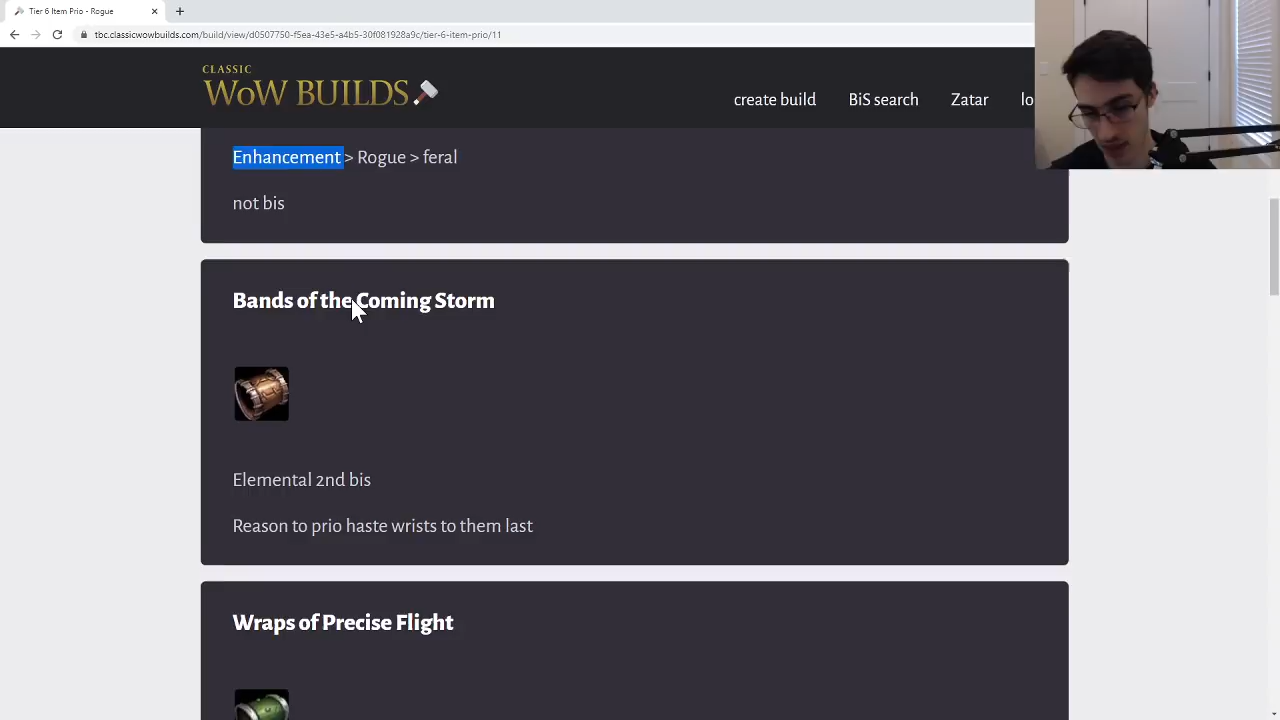 Tier 6 Item Prio - Rogue
tbc.classicwowbuilds.com/build/view/d0507750-f5ea-43e5-a4b5-30f081928a9c/tier-6-item-prio/11
CLASSIC
WoW BUILDS
create build
BiS search
Zatar
lo
Enhancement > Rogue > feral
not bis
Bands of the Coming Storm
Elemental 2nd bis
Reason to prio haste wrists to them last
Wraps of Precise Flight